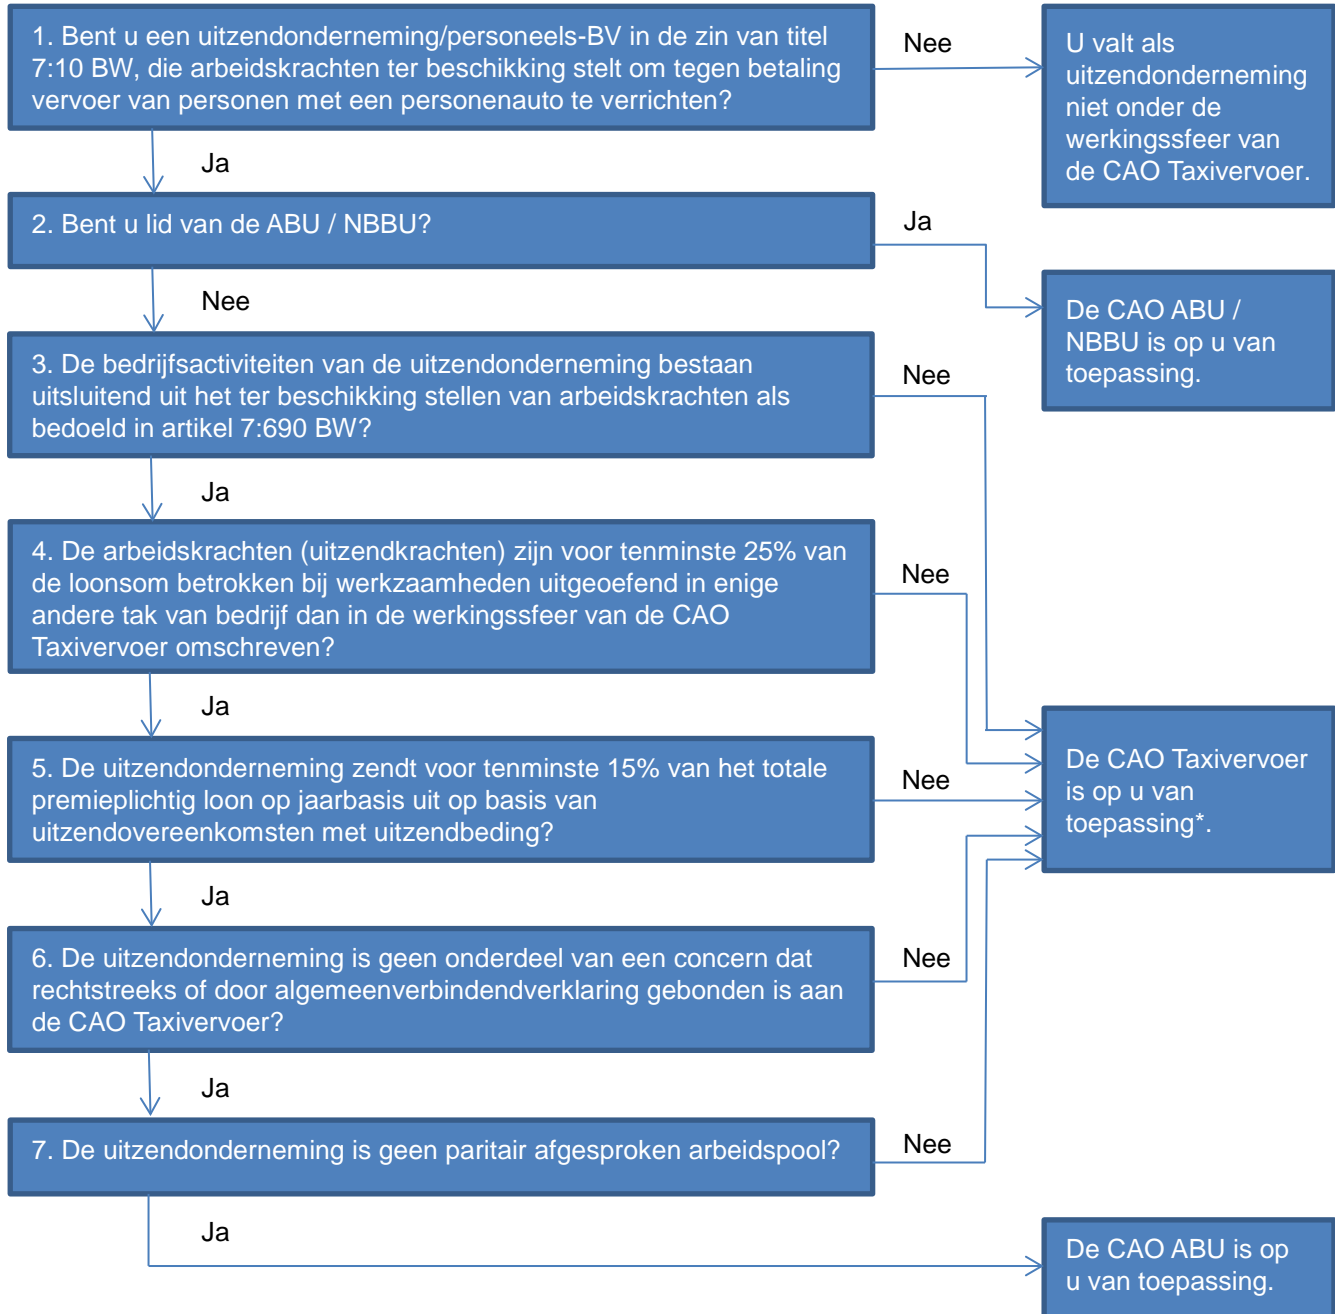 1. Bent u een uitzendonderneming/personeels-BV in de zin van titel
7:10 BW, die arbeidskrachten ter beschikking stelt om tegen betaling
vervoer van personen met een personenauto te verrichten?
Nee
U valt als
uitzendonderneming
niet onder de
werkingssfeer van
de CAO Taxivervoer.
Ja
2. Bent u lid van de ABU / NBBU?
Ja
De CAO ABU /
NBBU is op u van
toepassing.
Nee
3. De bedrijfsactiviteiten van de uitzendonderneming bestaan
uitsluitend uit het ter beschikking stellen van arbeidskrachten als
bedoeld in artikel 7:690 BW?
Nee
Ja
4. De arbeidskrachten (uitzendkrachten) zijn voor tenminste 25% van
de loonsom betrokken bij werkzaamheden uitgeoefend in enige
andere tak van bedrijf dan in de werkingssfeer van de CAO
Taxivervoer omschreven?
Nee
Ja
5. De uitzendonderneming zendt voor tenminste 15% van het totale
premieplichtig loon op jaarbasis uit op basis van
uitzendovereenkomsten met uitzendbeding?
Nee
De CAO Taxivervoer
is op u van
toepassing*.
Ja
6. De uitzendonderneming is geen onderdeel van een concern dat
rechtstreeks of door algemeenverbindendverklaring gebonden is aan
de CAO Taxivervoer?
Nee
Ja
7. De uitzendonderneming is geen paritair afgesproken arbeidspool?
Nee
Ja
De CAO ABU is op
u van toepassing.